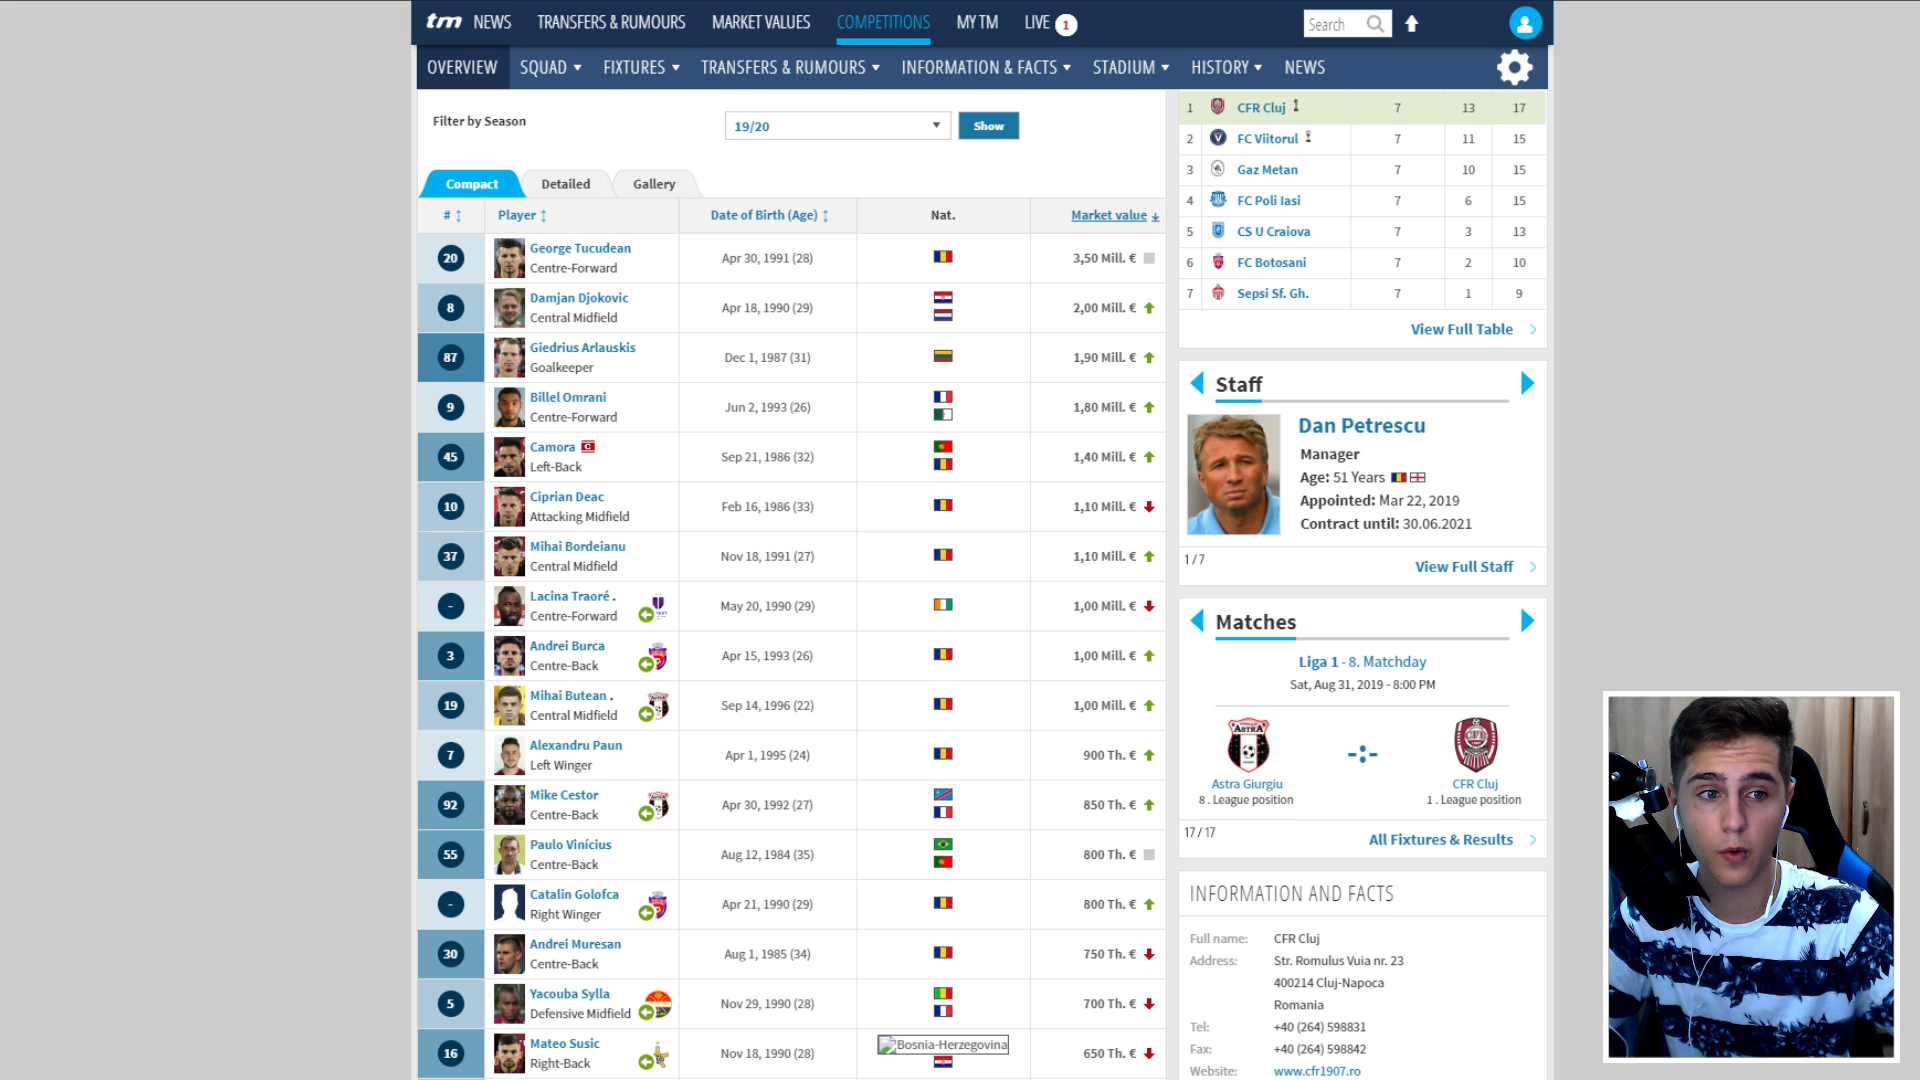 tm NEWS TRANSFERS & RUMOURS MARKET VALUES COMPETITIONS MY TM LIVE 1 Search
OVERVIEW SQUAD FIXTURES TRANSFERS & RUMOURS INFORMATION & FACTS STADIUM HISTORY NEWS
Filter by Season 19/20 Show
Compact Detailed Gallery
# Player Date of Birth (Age) Nat. Market value
20 George Tucudean Apr 30, 1991 (28) 3,50 Mill. €
Centre-Forward
8 Damjan Djokovic Apr 18, 1990 (29) 2,00 Mill. €
Central Midfield
87 Giedrius Arlauskis Dec 1, 1987 (31) 1,90 Mill. €
Goalkeeper
9 Billel Omrani Jun 2, 1993 (26) 1,80 Mill. €
Centre-Forward
45 Camora C Sep 21, 1986 (32) 1,40 Mill. €
Left-Back
10 Ciprian Deac Feb 16, 1986 (33) 1,10 Mill. €
Attacking Midfield
37 Mihai Bordeianu Nov 18, 1991 (27) 1,10 Mill. €
Central Midfield
- Lacina Traoré . May 20, 1990 (29) 1,00 Mill. €
Centre-Forward
3 Andrei Burca Apr 15, 1993 (26) 1,00 Mill. €
Centre-Back
19 Mihai Butean . Sep 14, 1996 (22) 1,00 Mill. €
Central Midfield
7 Alexandru Paun Apr 1, 1995 (24) 900 Th. €
Left Winger
92 Mike Cestor Apr 30, 1992 (27) 850 Th. €
Centre-Back
55 Paulo Vinícius Aug 12, 1984 (35) 800 Th. €
Centre-Back
- Catalin Golofca Apr 21, 1990 (29) 800 Th. €
Right Winger
30 Andrei Muresan Aug 1, 1985 (34) 750 Th. €
Centre-Back
5 Yacouba Sylla Nov 29, 1990 (28) 700 Th. €
Defensive Midfield
16 Mateo Susic Nov 18, 1990 (28) Bosnia-Herzegovina 650 Th. €
Right-Back
1 CFR Cluj 7 13 17
2 FC Viitorul 7 11 15
3 Gaz Metan 7 10 15
4 FC Poli Iasi 7 6 15
5 CS U Craiova 7 3 13
6 FC Botosani 7 2 10
7 Sepsi Sf. Gh. 7 1 9
View Full Table
Staff
Dan Petrescu
Manager
Age: 51 Years
Appointed: Mar 22, 2019
Contract until: 30.06.2021
1 / 7
View Full Staff
Matches
Liga 1 - 8. Matchday
Sat, Aug 31, 2019 - 8:00 PM
ASTRA -:- CFR
Astra Giurgiu CFR Cluj
8 . League position 1 . League position
17 / 17
All Fixtures & Results
INFORMATION AND FACTS
Full name: CFR Cluj
Address: Str. Romulus Vuia nr. 23
400214 Cluj-Napoca
Romania
Tel: +40 (264) 598831
Fax: +40 (264) 598842
Website: www.cfr1907.ro